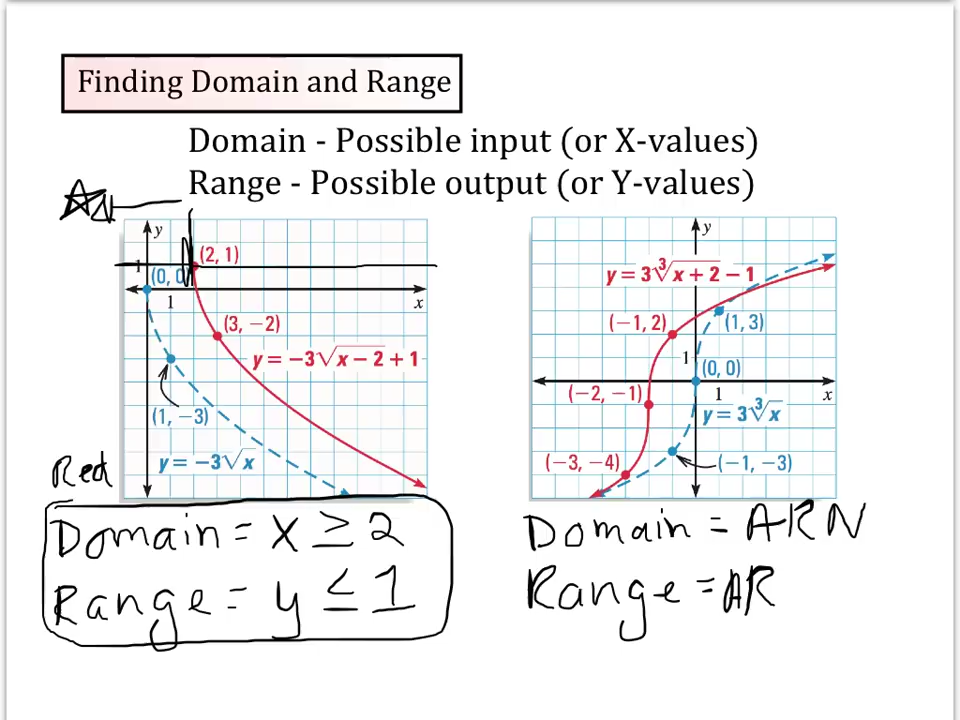 Finding Domain and Range
Domain - Possible input (or X-values)
Range - Possible output (or Y-values)
y
1
(2, 1)
(0, 0)
1
x
(3, −2)
y = −3√x − 2 + 1
(1, −3)
y = −3√x
y
y = 3∛x + 2 − 1
(−1, 2)
(1, 3)
1
(0, 0)
1
x
(−2, −1)
y = 3∛x
(−3, −4)
(−1, −3)
Red
Domain = x ≥ 2
Range = y ≤ 1
Domain = ARN
Range = AR